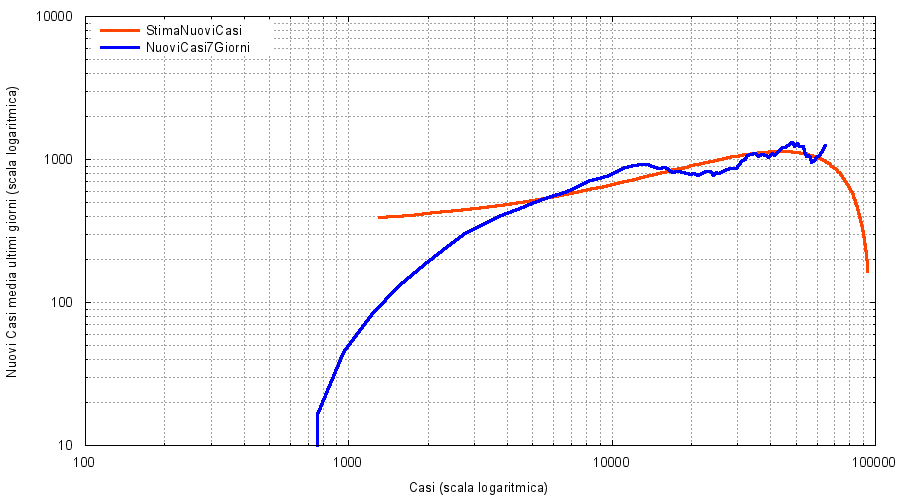 10000
StimaNuoviCasi
NuoviCasi7Giorni
1000
100
10
100
1000
10000
100000
Nuovi Casi media ultimi giorni (scala logaritmica)
Casi (scala logaritmica)